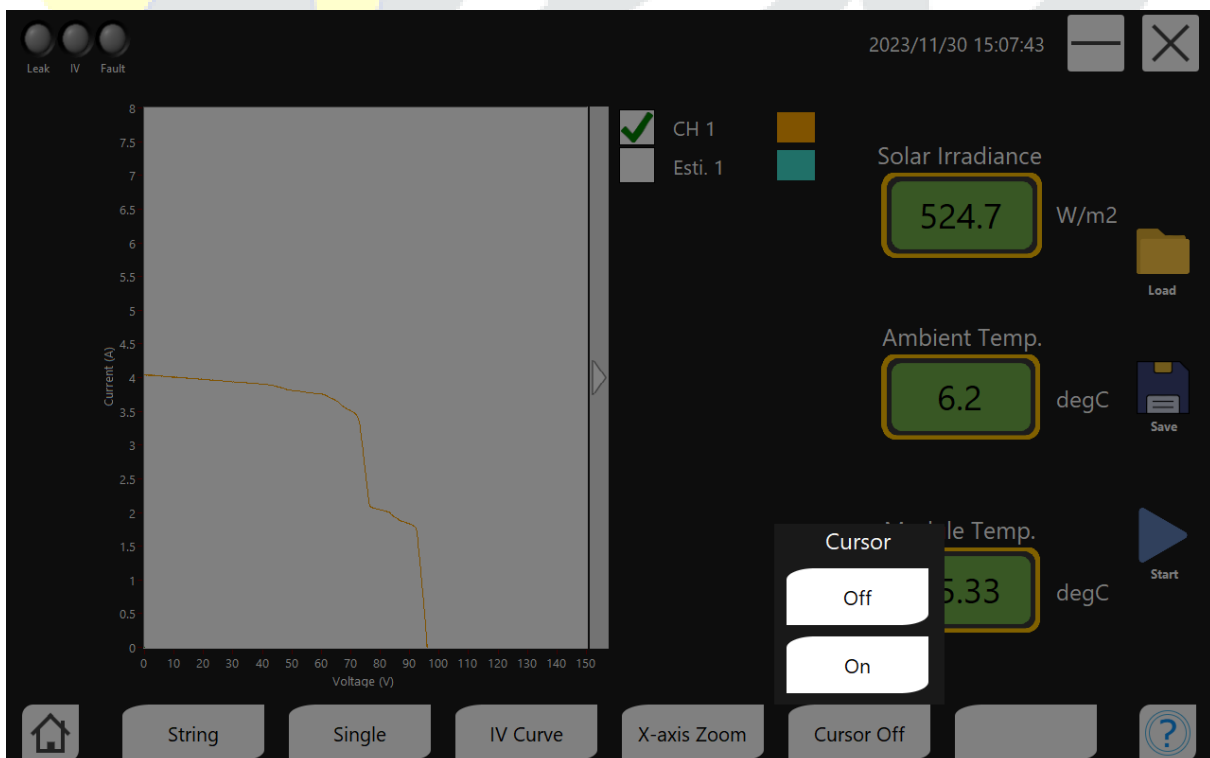 2023/11/30 15:07:43
Leak IV Fault
8
7.5
7
6.5
6
5.5
5
4.5
4
3.5
3
2.5
2
1.5
1
0.5
0
Current (A)
0 10 20 30 40 50 60 70 80 90 100 110 120 130 140 150
Voltage (V)
CH 1
Esti. 1
Solar Irradiance
524.7 W/m2
Load
Ambient Temp.
6.2 degC
Save
le Temp.
5.33 degC
Start
Cursor
Off
On
String Single IV Curve X-axis Zoom Cursor Off ?